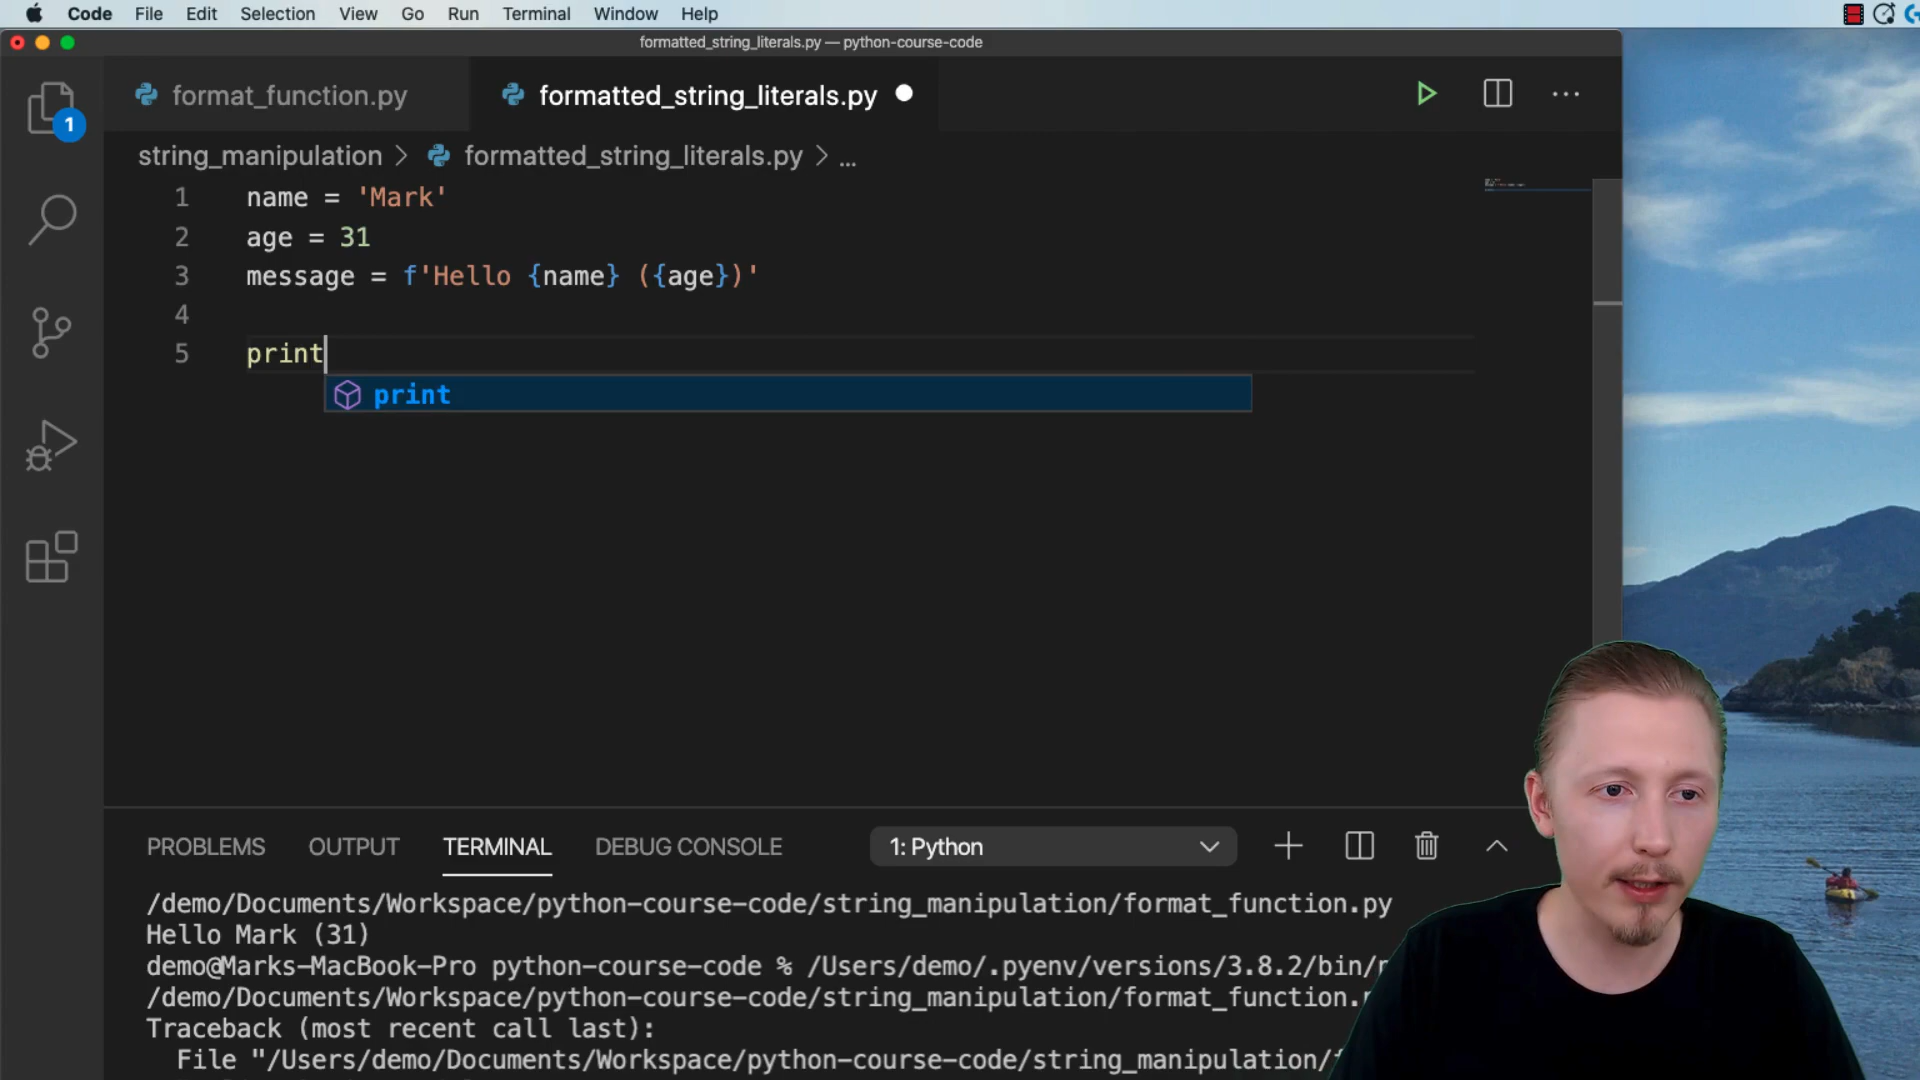 Code File Edit Selection View Go Run Terminal Window Help
formatted_string_literals.py — python-course-code
format_function.py formatted_string_literals.py
1
string_manipulation > formatted_string_literals.py > ...
1 name = 'Mark'
2 age = 31
3 message = f'Hello {name} ({age})'
4
5 print
print
PROBLEMS OUTPUT TERMINAL DEBUG CONSOLE 1: Python
/demo/Documents/Workspace/python-course-code/string_manipulation/format_function.py
Hello Mark (31)
demo@Marks-MacBook-Pro python-course-code % /Users/demo/.pyenv/versions/3.8.2/bin/
/demo/Documents/Workspace/python-course-code/string_manipulation/format_function.
Traceback (most recent call last):
File "/Users/demo/Documents/Workspace/python-course-code/string_manipulation/